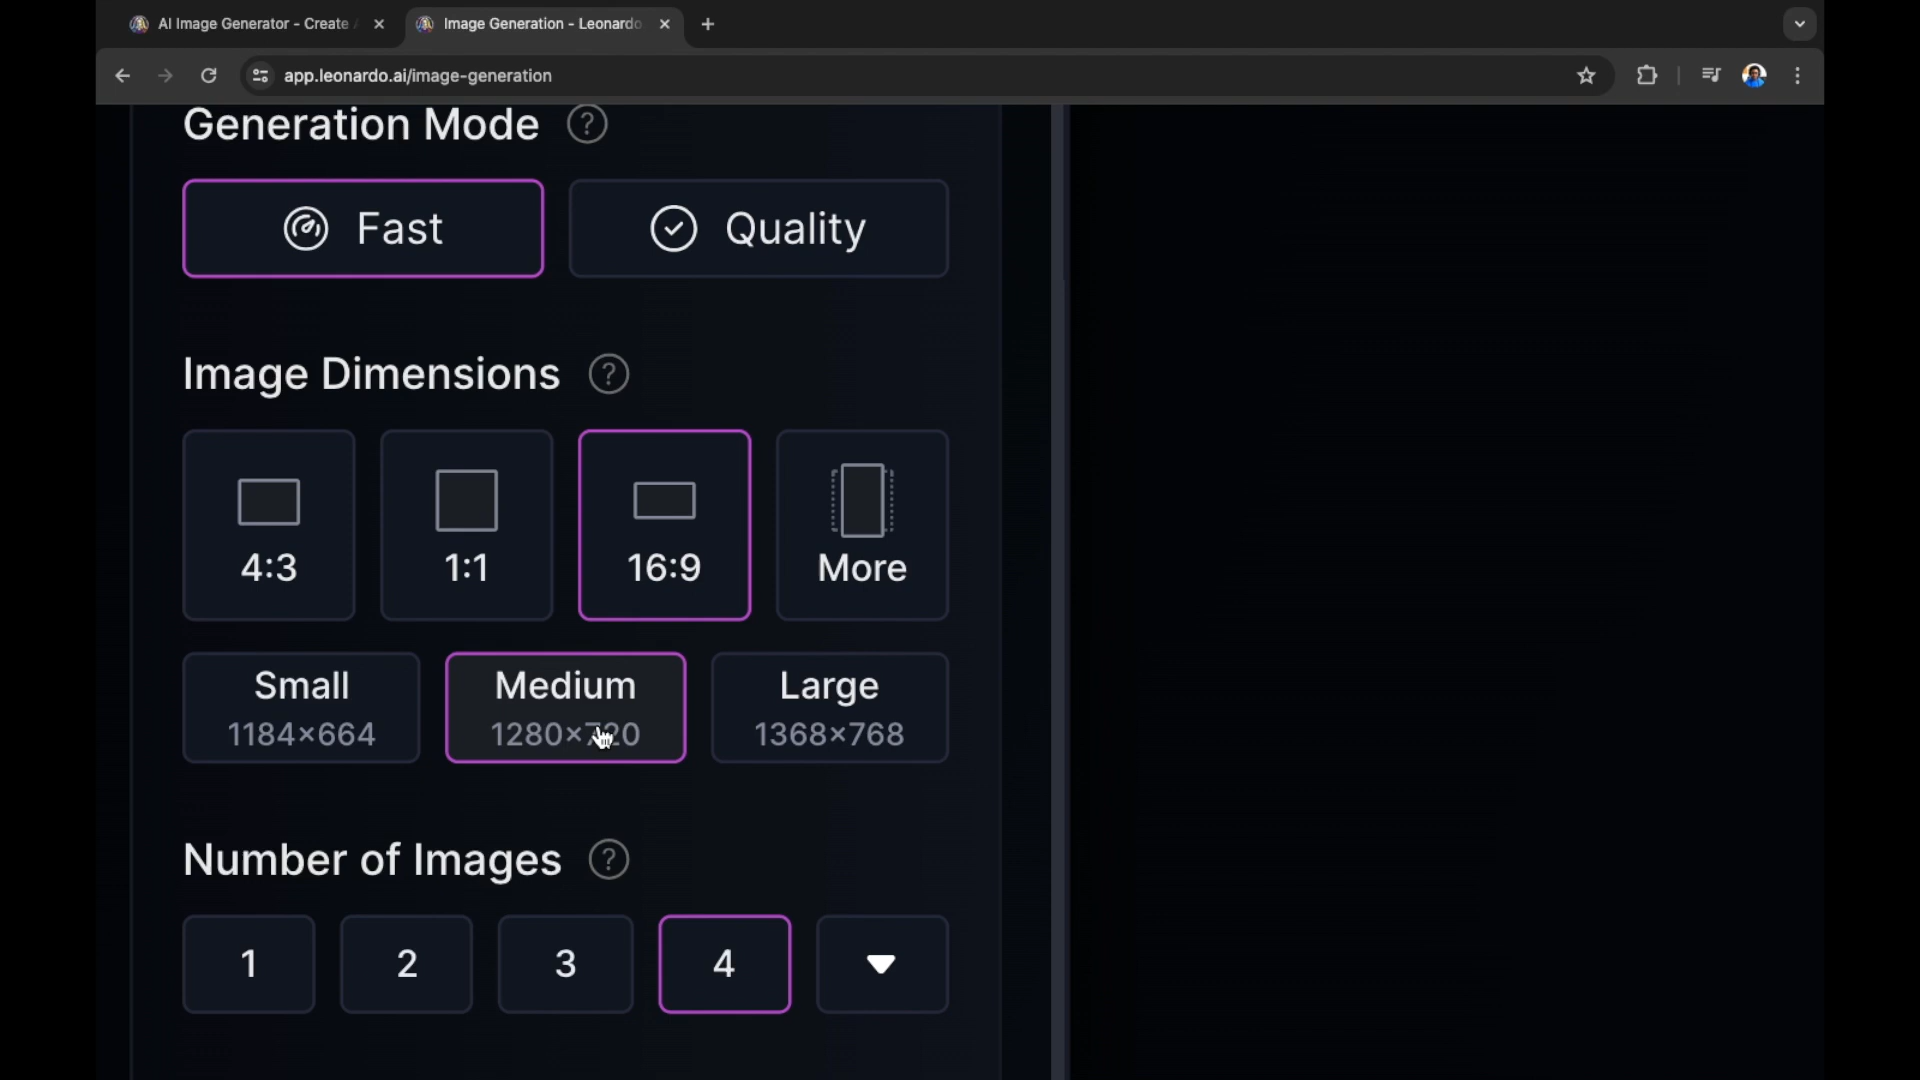 AI Image Generator - Create
Image Generation - Leonardo
app.leonardo.ai/image-generation
Generation Mode ?
Fast
Quality
Image Dimensions ?
4:3
1:1
16:9
More
Small
1184×664
Medium
1280×720
Large
1368×768
Number of Images ?
1
2
3
4